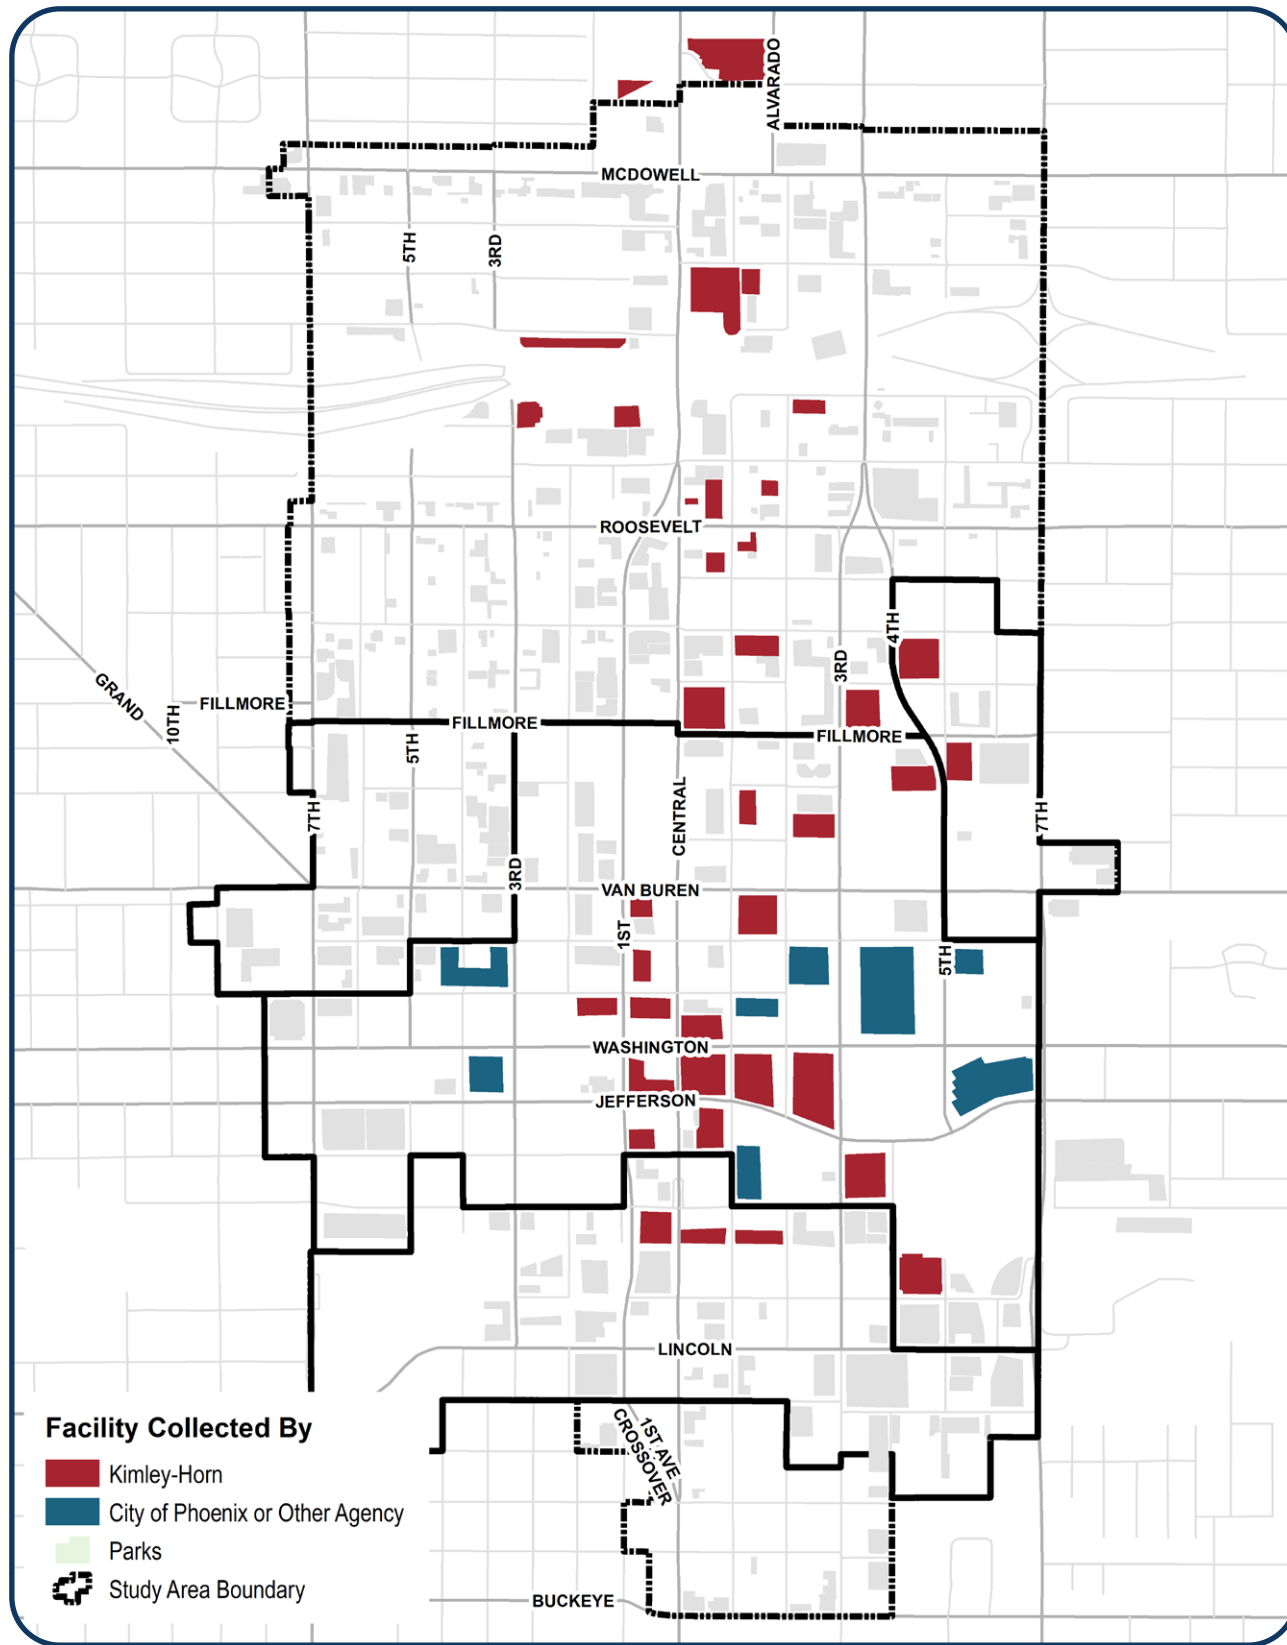 ALVARADO
MCDOWELL
5TH
3RD
ROOSEVELT
4TH
3RD
GRAND
10TH
FILLMORE
FILLMORE
FILLMORE
5TH
CENTRAL
7TH
7TH
3RD
VAN BUREN
1ST
5TH
WASHINGTON
JEFFERSON
LINCOLN
1ST AVE
CROSSOVER
BUCKEYE
Facility Collected By
Kimley-Horn
City of Phoenix or Other Agency
Parks
Study Area Boundary